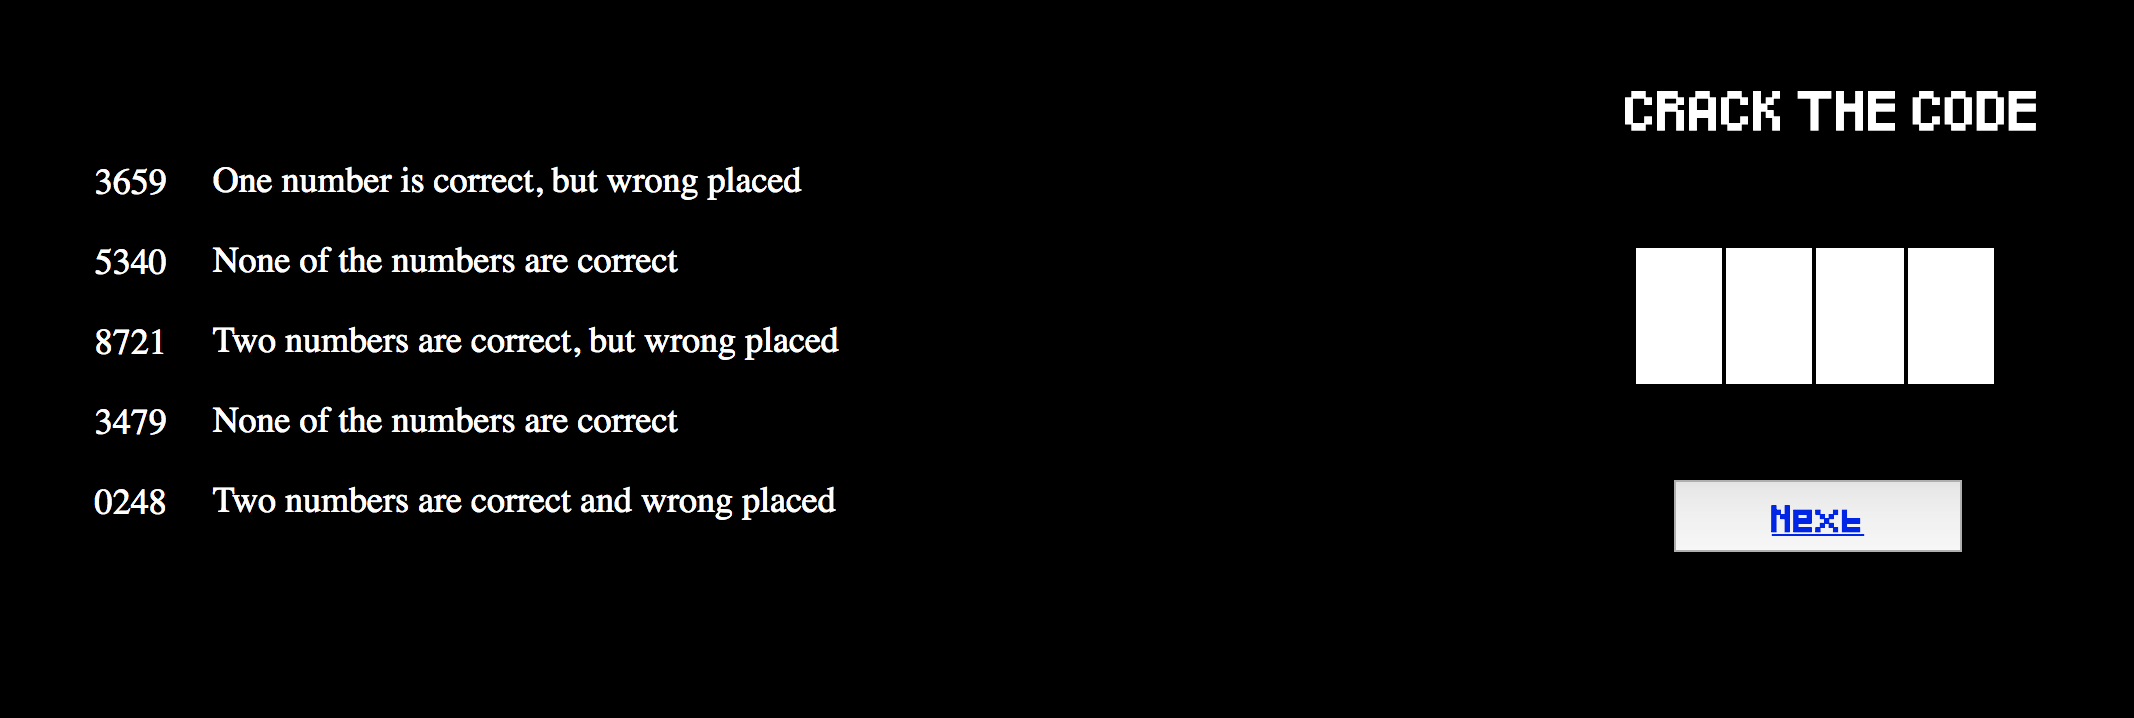 CRACK THE CODE
3659 One number is correct, but wrong placed
5340 None of the numbers are correct
8721 Two numbers are correct, but wrong placed
3479 None of the numbers are correct
0248 Two numbers are correct and wrong placed
Next